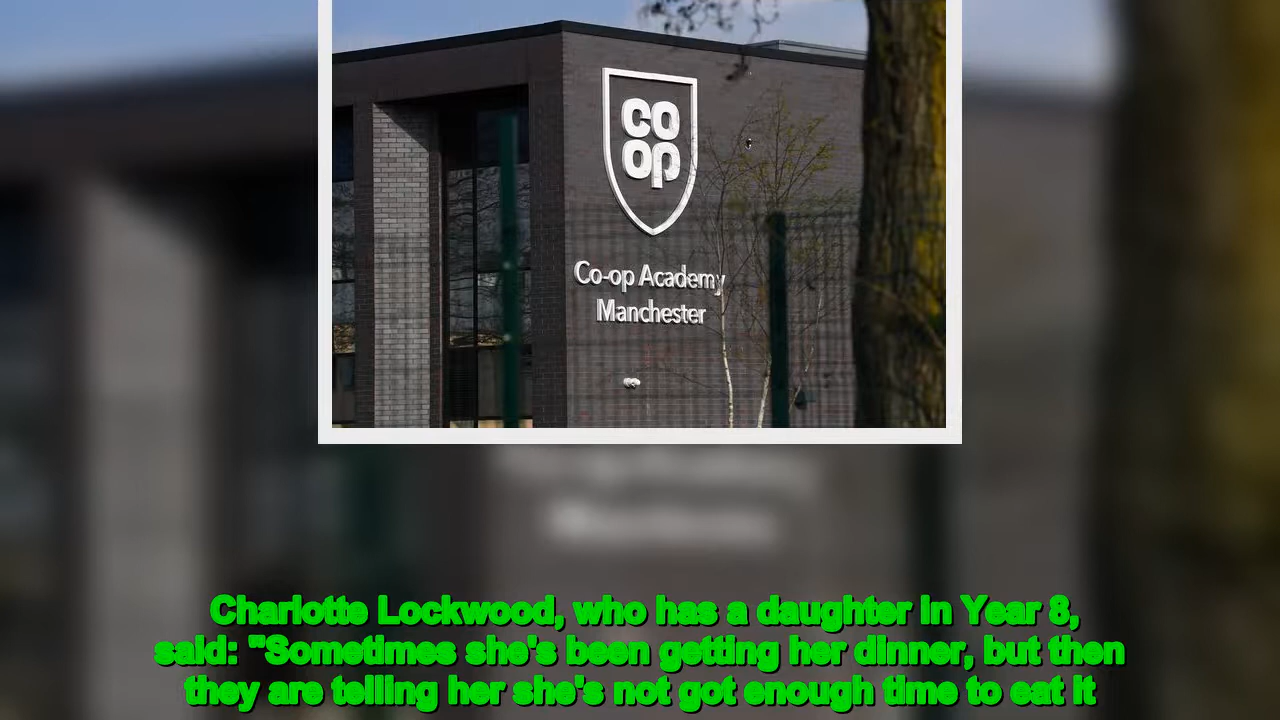 co
op
Co-op Academy
Manchester
Charlotte Lockwood, who has a daughter in Year 8,
said: "Sometimes she's been getting her dinner, but then
they are telling her she's not got enough time to eat it